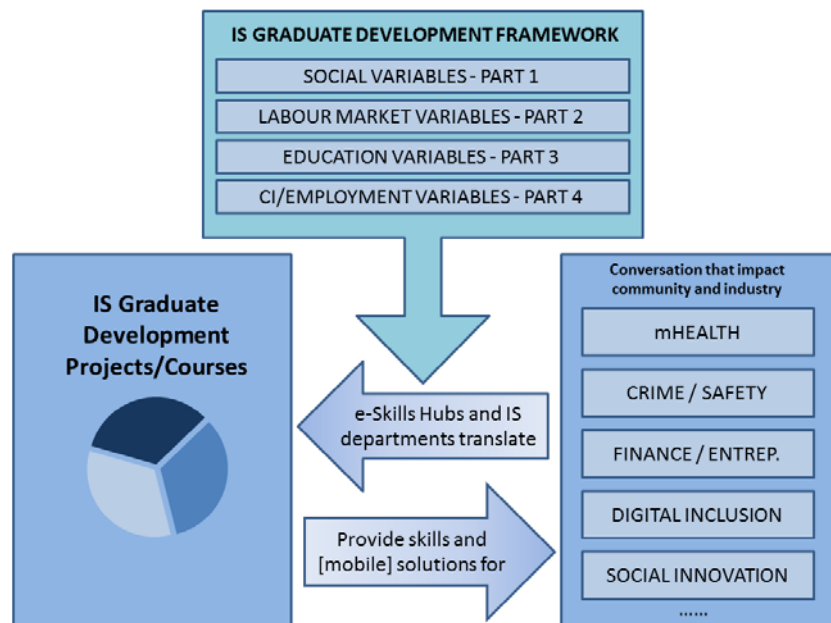 IS GRADUATE DEVELOPMENT FRAMEWORK
SOCIAL VARIABLES - PART 1
LABOUR MARKET VARIABLES - PART 2
EDUCATION VARIABLES - PART 3
CI/EMPLOYMENT VARIABLES - PART 4
IS Graduate
Development
Projects/Courses
e-Skills Hubs and IS
departments translate
Provide skills and
[mobile] solutions for
Conversation that impact
community and industry
mHEALTH
CRIME / SAFETY
FINANCE / ENTREP.
DIGITAL INCLUSION
SOCIAL INNOVATION
......